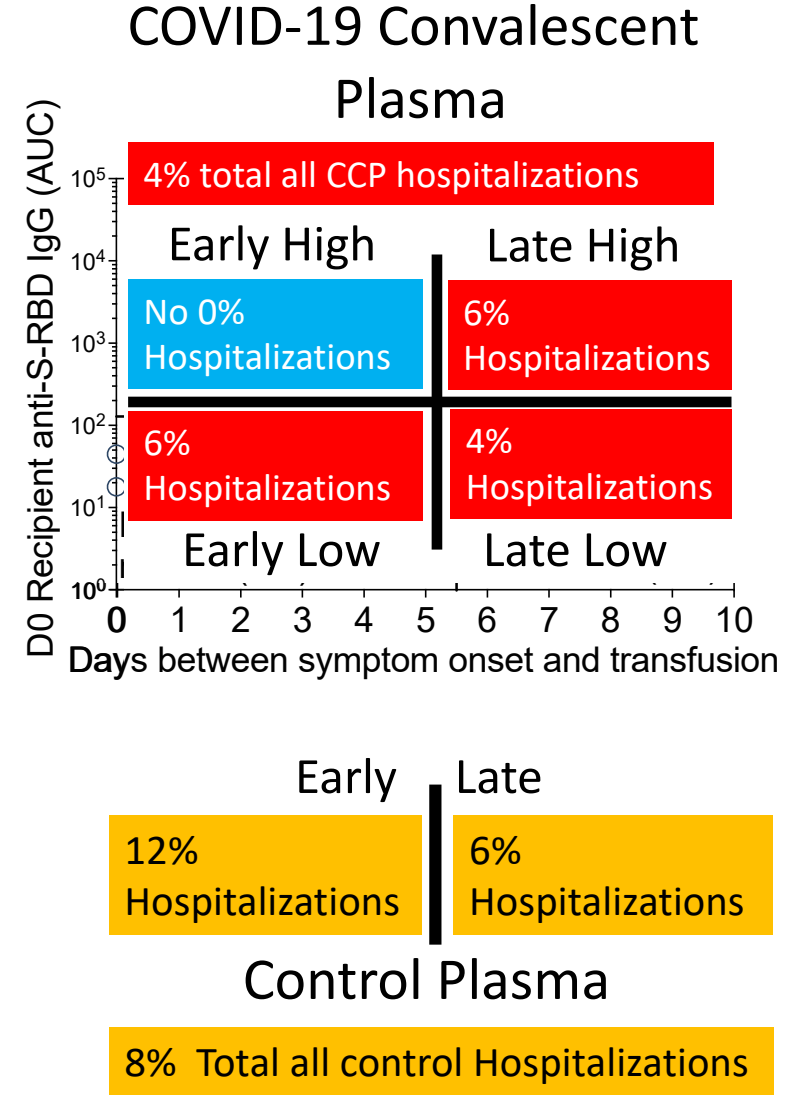 COVID-19 Convalescent
Plasma
D0 Recipient anti-S-RBD IgG (AUC)
10⁵
4% total all CCP hospitalizations
Early High
Late High
10⁴
No 0%
Hospitalizations
6%
Hospitalizations
10³
10²
6%
Hospitalizations
4%
Hospitalizations
10¹
Early Low
Late Low
10⁰
0 1 2 3 4 5 6 7 8 9 10
Days between symptom onset and transfusion
Early
Late
12%
Hospitalizations
6%
Hospitalizations
Control Plasma
8% Total all control Hospitalizations